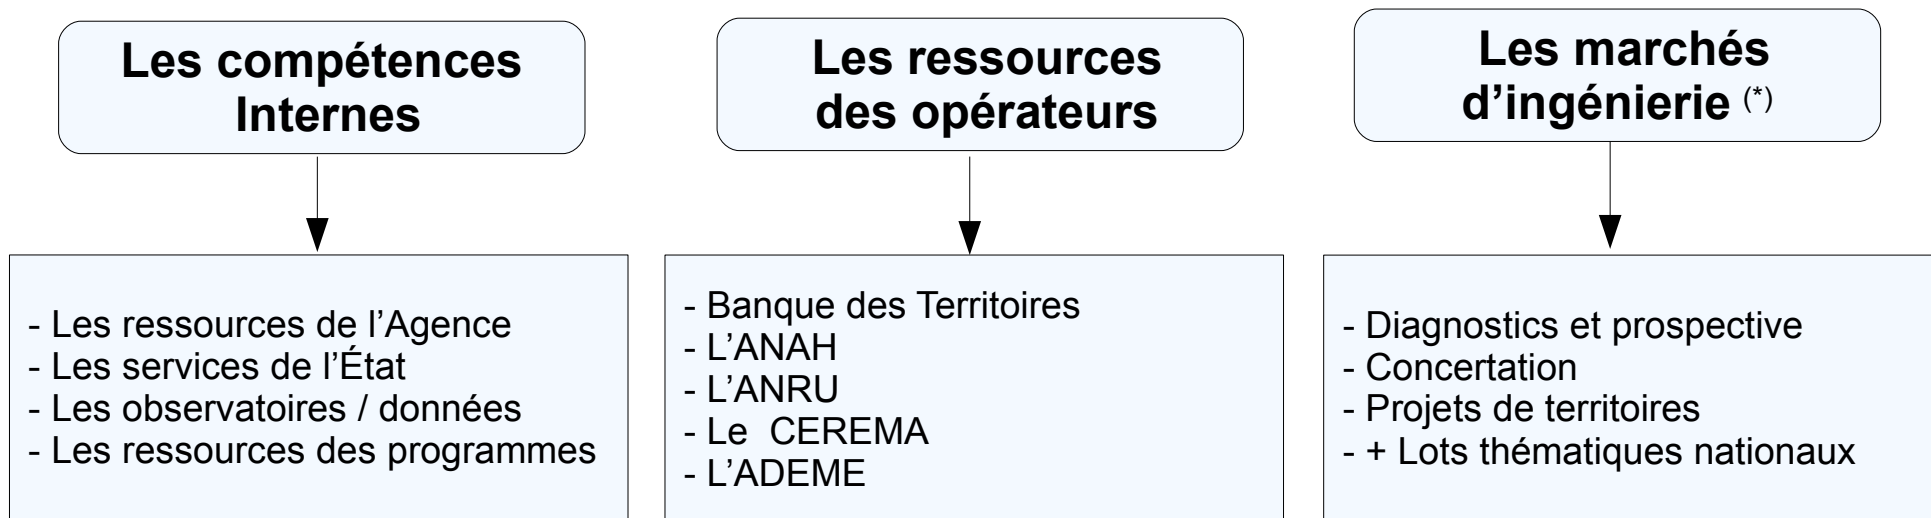 Les compétences
Internes
- Les ressources de l’Agence
- Les services de l’État
- Les observatoires / données
- Les ressources des programmes
Les ressources
des opérateurs
- Banque des Territoires
- L’ANAH
- L’ANRU
- Le CEREMA
- L’ADEME
Les marchés
d’ingénierie (*)
- Diagnostics et prospective
- Concertation
- Projets de territoires
- + Lots thématiques nationaux